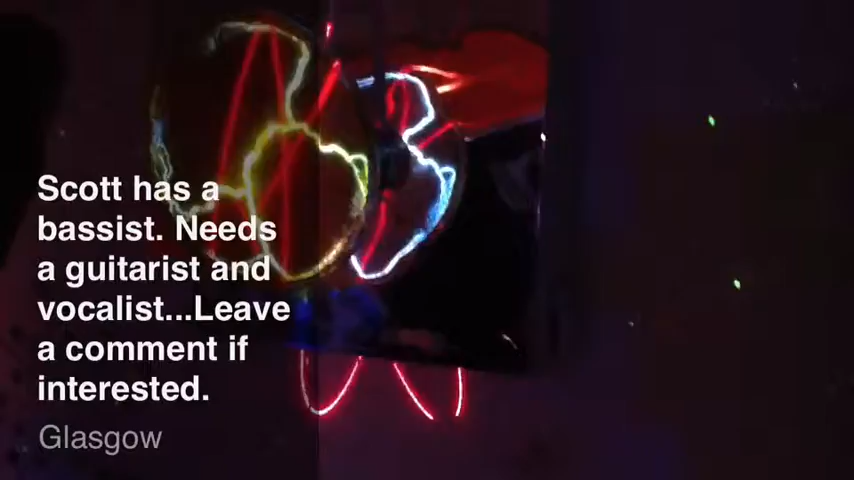 Scott has a
bassist. Needs
a guitarist and
vocalist...Leave
a comment if
interested.
Glasgow